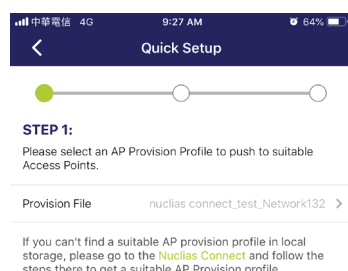 中華電信 4G 9:27 AM 64%
Quick Setup
STEP 1:
Please select an AP Provision Profile to push to suitable
Access Points.
Provision File nuclias connect_test_Network132
If you can't find a suitable AP provision profile in local
storage, please go to the Nuclias Connect and follow the
steps there to get a suitable AP Provision profile